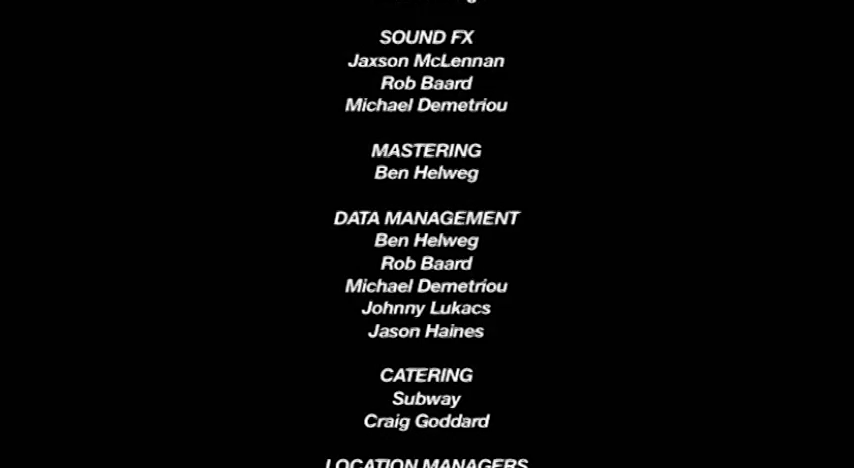 SOUND FX
Jaxson McLennan
Rob Baard
Michael Demetriou
MASTERING
Ben Helweg
DATA MANAGEMENT
Ben Helweg
Rob Baard
Michael Demetriou
Johnny Lukacs
Jason Haines
CATERING
Subway
Craig Goddard
LOCATION MANAGERS